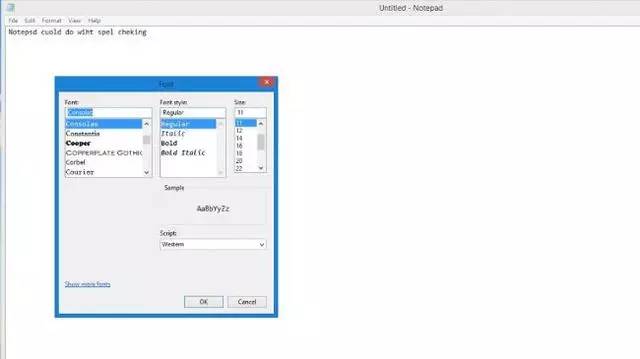 Untitled - Notepad
File Edit Format View Help
Notepsd cuold do wiht spel cheking
Font
Font: Font style: Size:
Consolas Regular 11
Consolas Regular 11
Constantia Italic 12
Cooper Bold 14
COPPERPLATE GOTHIC Bold Italic 16
Corbel 18
Courier 20
22
Sample
AaBbYyZz
Script:
Western
Show more fonts
OK Cancel